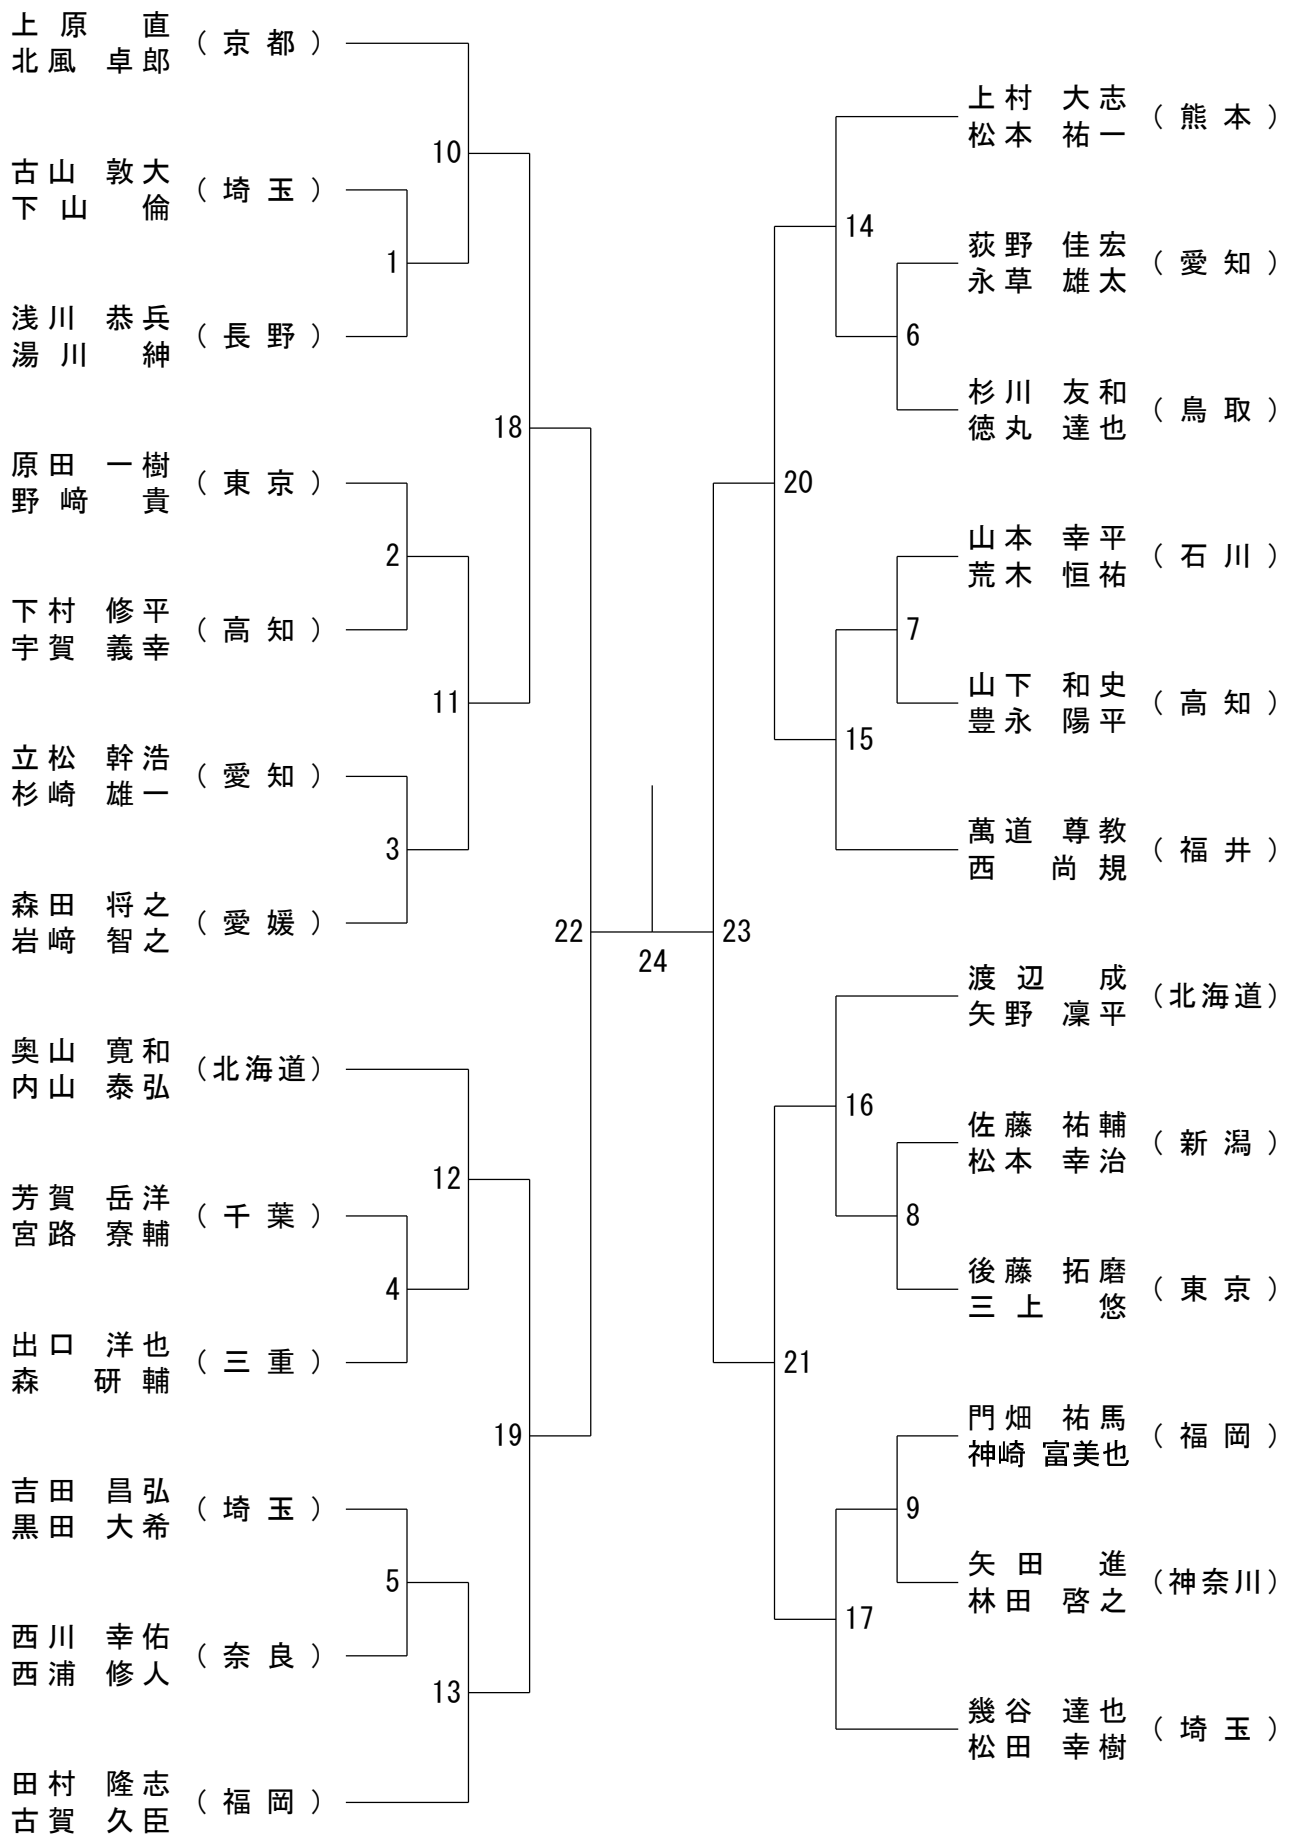 上原 直
北風 卓郎
（京都）
10
古山 敦大
下山 倫
（埼玉）
1
浅川 恭兵
湯川 紳
（長野）
18
原田 一樹
野﨑 貴
（東京）
2
下村 修平
宇賀 義幸
（高知）
11
立松 幹浩
杉崎 雄一
（愛知）
3
森田 将之
岩﨑 智之
（愛媛）
22
奥山 寛和
内山 泰弘
（北海道）
12
芳賀 岳洋
宮路 寮輔
（千葉）
4
出口 洋也
森 研輔
（三重）
19
吉田 昌弘
黒田 大希
（埼玉）
5
西川 幸佑
西浦 修人
（奈良）
13
田村 隆志
古賀 久臣
（福岡）
24
上村 大志
松本 祐一
（熊本）
14
荻野 佳宏
永草 雄太
（愛知）
6
杉川 友和
徳丸 達也
（鳥取）
20
山本 幸平
荒木 恒祐
（石川）
7
山下 和史
豊永 陽平
（高知）
15
萬道 尊教
西 尚規
（福井）
23
渡辺 成
矢野 凜平
（北海道）
16
佐藤 祐輔
松本 幸治
（新潟）
8
後藤 拓磨
三上 悠
（東京）
21
門畑 祐馬
神崎 富美也
（福岡）
9
矢田 進
林田 啓之
（神奈川）
17
幾谷 達也
松田 幸樹
（埼玉）